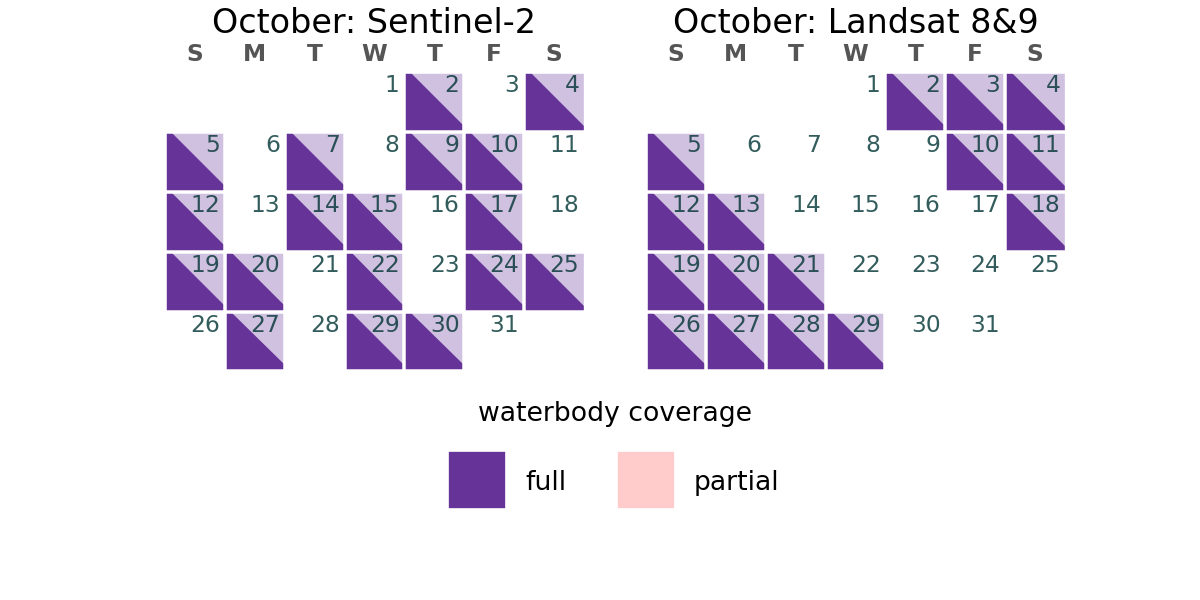 October: Sentinel-2
S M T W T F S
1 2 3 4
5 6 7 8 9 10 11
12 13 14 15 16 17 18
19 20 21 22 23 24 25
26 27 28 29 30 31
October: Landsat 8&9
S M T W T F S
1 2 3 4
5 6 7 8 9 10 11
12 13 14 15 16 17 18
19 20 21 22 23 24 25
26 27 28 29 30 31
waterbody coverage
full partial